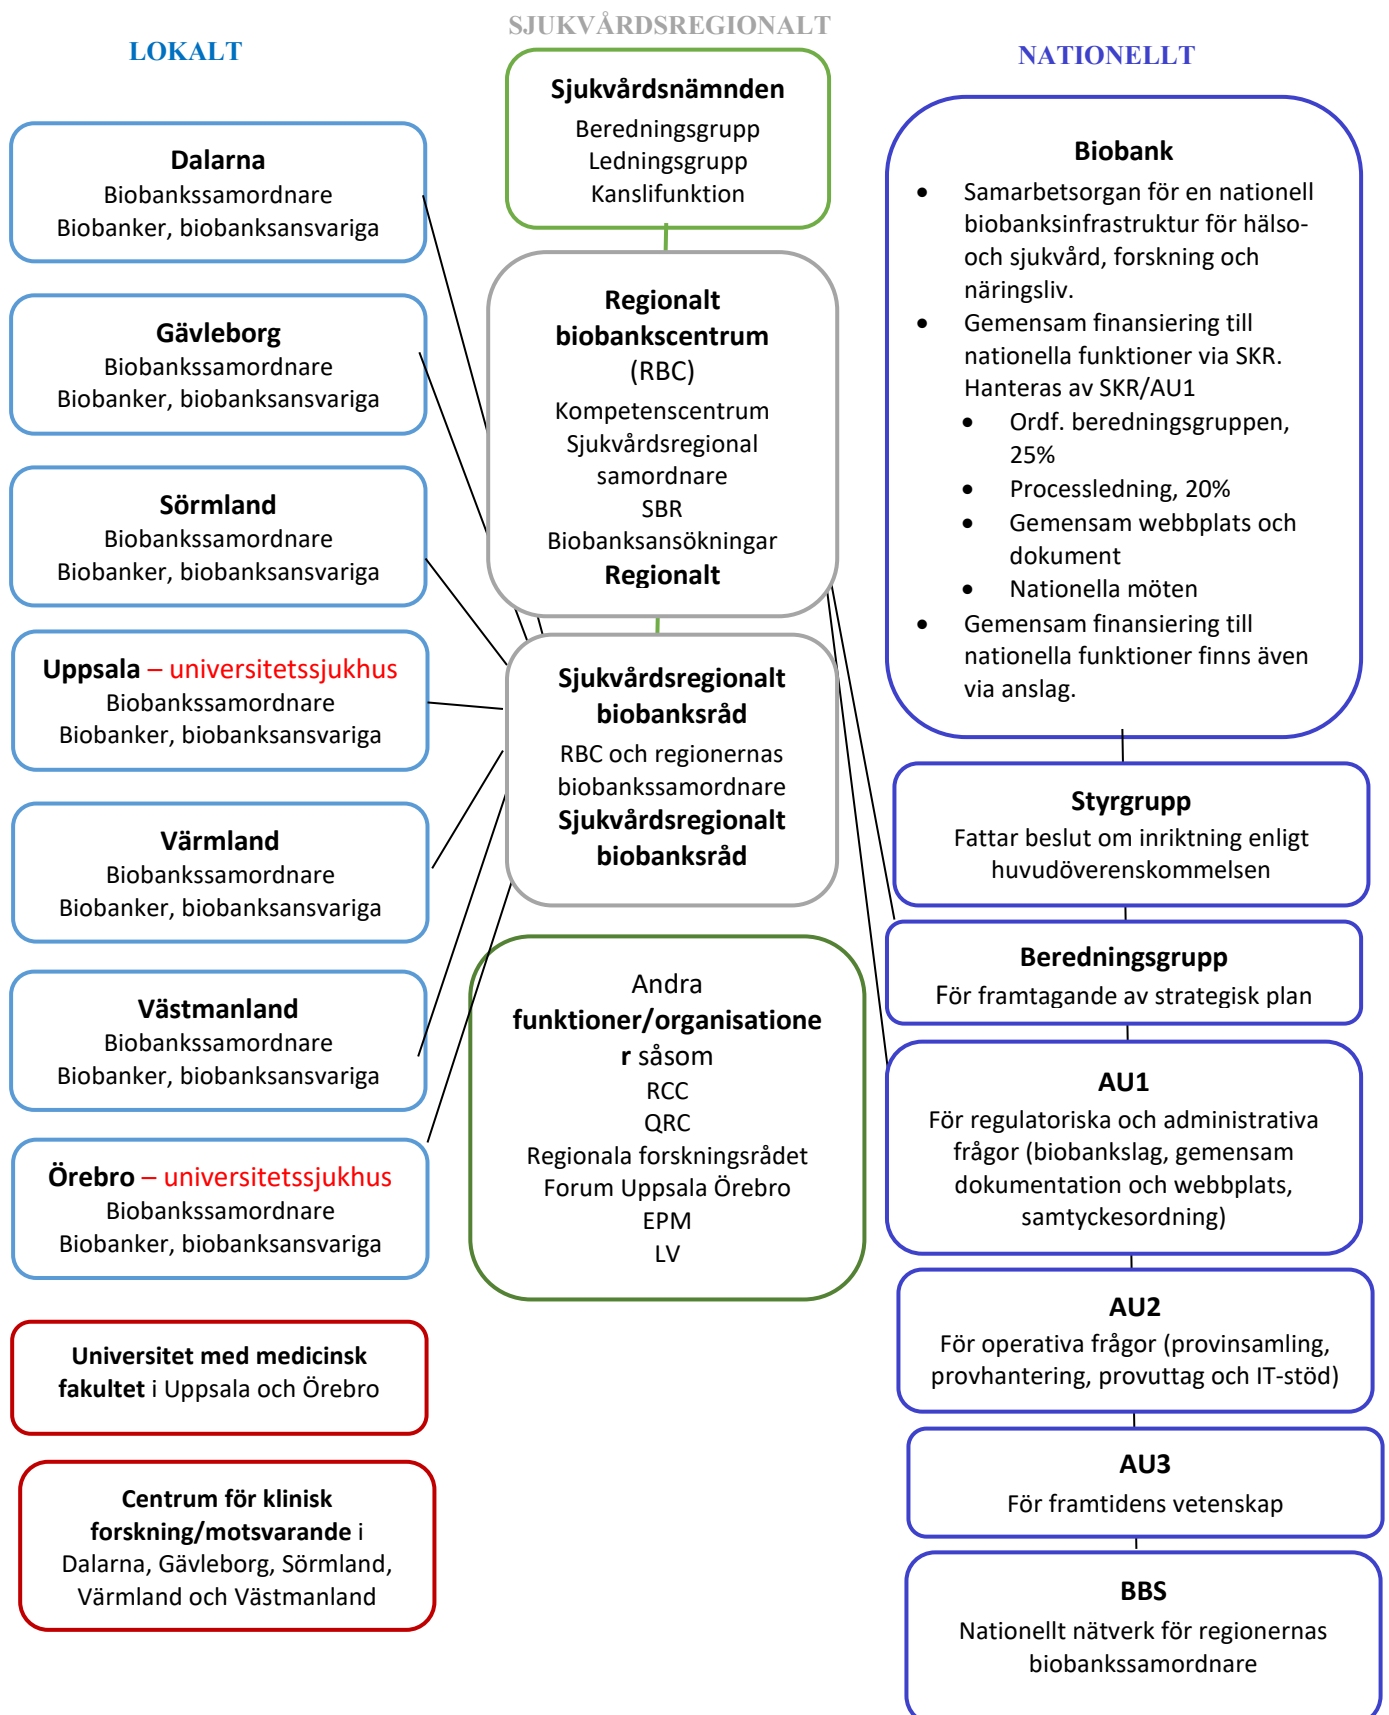 LOKALT
Dalarna
Biobankssamordnare
Biobanker, biobanksansvariga
Gävleborg
Biobankssamordnare
Biobanker, biobanksansvariga
Sörmland
Biobankssamordnare
Biobanker, biobanksansvariga
Uppsala – universitetssjukhus
Biobankssamordnare
Biobanker, biobanksansvariga
Värmland
Biobankssamordnare
Biobanker, biobanksansvariga
Västmanland
Biobankssamordnare
Biobanker, biobanksansvariga
Örebro – universitetssjukhus
Biobankssamordnare
Biobanker, biobanksansvariga
Universitet med medicinsk
fakultet i Uppsala och Örebro
Centrum för klinisk
forskning/motsvarande i
Dalarna, Gävleborg, Sörmland,
Värmland och Västmanland
SJUKVÅRDSREGIONALT
Sjukvårdsnämnden
Beredningsgrupp
Ledningsgrupp
Kanslifunktion
Regionalt
biobankscentrum
(RBC)
Kompetenscentrum
Sjukvårdsregional
samordnare
SBR
Biobanksansökningar
Regionalt
Sjukvårdsregionalt
biobanksråd
RBC och regionernas
biobankssamordnare
Sjukvårdsregionalt
biobanksråd
Andra
funktioner/organisatione
r såsom
RCC
QRC
Regionala forskningsrådet
Forum Uppsala Örebro
EPM
LV
NATIONELLT
Biobank
• Samarbetsorgan för en nationell
biobanksinfrastruktur för hälso-
och sjukvård, forskning och
näringsliv.
• Gemensam finansiering till
nationella funktioner via SKR.
Hanteras av SKR/AU1
• Ordf. beredningsgruppen,
25%
• Processledning, 20%
• Gemensam webbplats och
dokument
• Nationella möten
• Gemensam finansiering till
nationella funktioner finns även
via anslag.
Styrgrupp
Fattar beslut om inriktning enligt
huvudöverenskommelsen
Beredningsgrupp
För framtagande av strategisk plan
AU1
För regulatoriska och administrativa
frågor (biobankslag, gemensam
dokumentation och webbplats,
samtyckesordning)
AU2
För operativa frågor (provinsamling,
provhantering, provuttag och IT-stöd)
AU3
För framtidens vetenskap
BBS
Nationellt nätverk för regionernas
biobankssamordnare